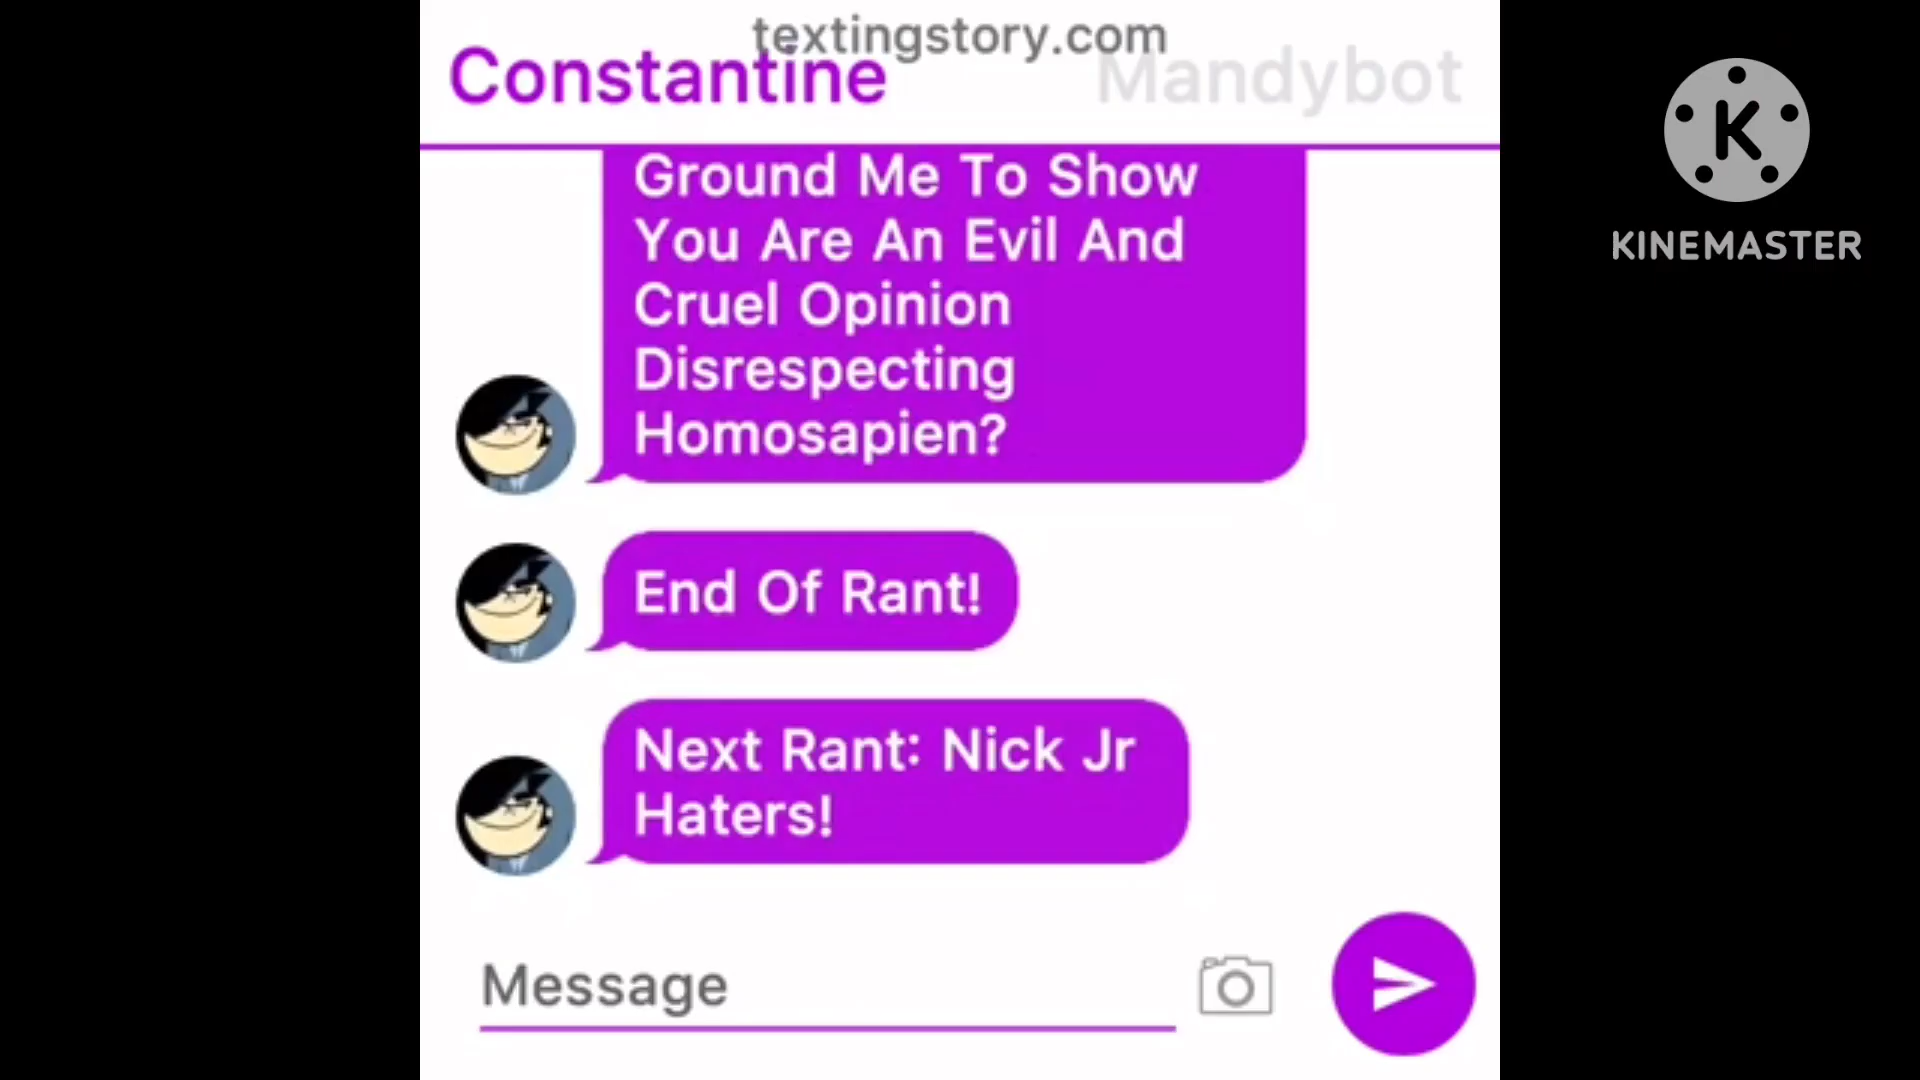 textingstory.com
Constantine
Mandybot
Ground Me To Show
You Are An Evil And
Cruel Opinion
Disrespecting
Homosapien?
End Of Rant!
Next Rant: Nick Jr
Haters!
Message
K
KINEMASTER